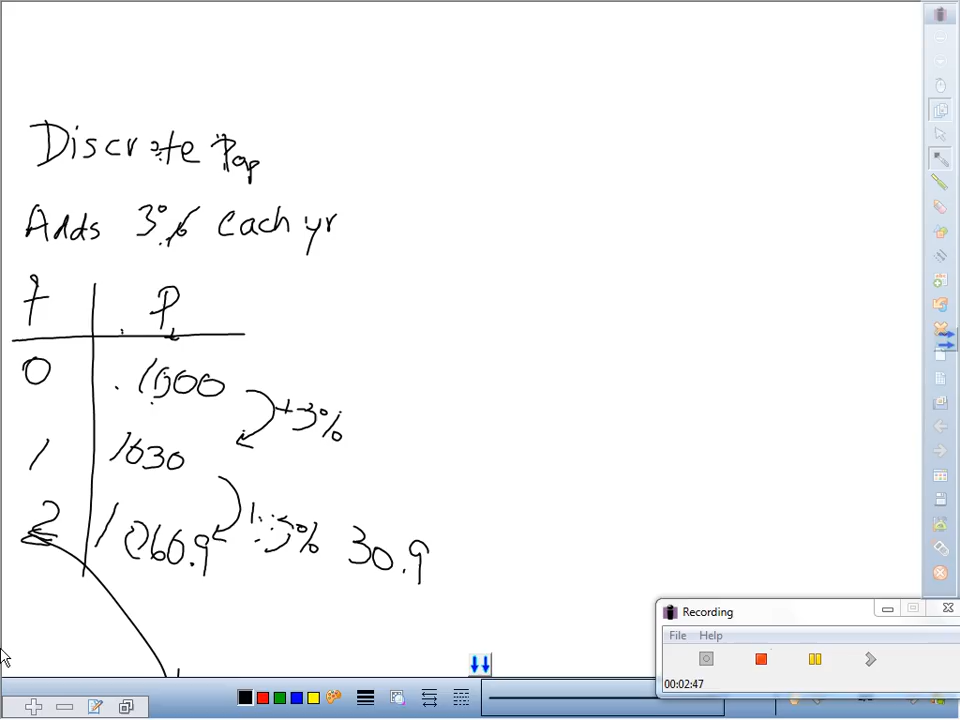 Discrete Pop
Adds 3% each yr
t P
0 1000
+3%
1 1030
2 1060.9 3% 30.9
Recording
File Help
00:02:47